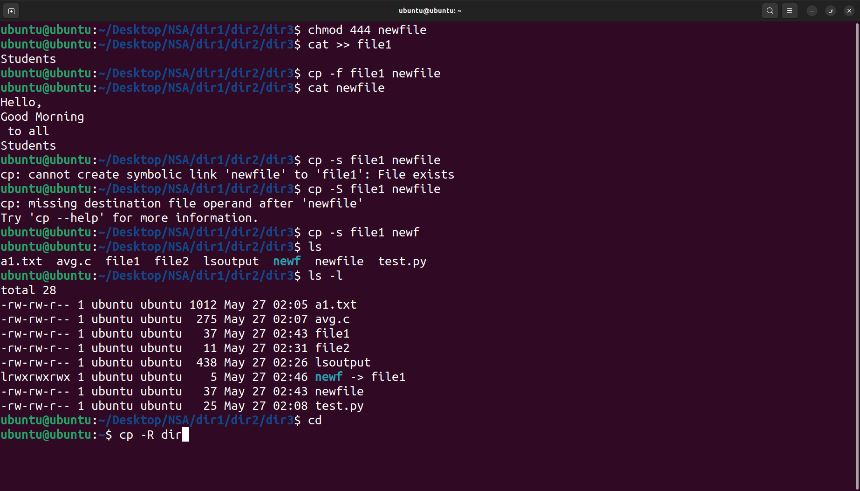 ubuntu@ubuntu: ~
ubuntu@ubuntu:~/Desktop/NSA/dir1/dir2/dir3$ chmod 444 newfile
ubuntu@ubuntu:~/Desktop/NSA/dir1/dir2/dir3$ cat >> file1
Students
ubuntu@ubuntu:~/Desktop/NSA/dir1/dir2/dir3$ cp -f file1 newfile
ubuntu@ubuntu:~/Desktop/NSA/dir1/dir2/dir3$ cat newfile
Hello,
Good Morning
 to all
Students
ubuntu@ubuntu:~/Desktop/NSA/dir1/dir2/dir3$ cp -s file1 newfile
cp: cannot create symbolic link 'newfile' to 'file1': File exists
ubuntu@ubuntu:~/Desktop/NSA/dir1/dir2/dir3$ cp -S file1 newfile
cp: missing destination file operand after 'newfile'
Try 'cp --help' for more information.
ubuntu@ubuntu:~/Desktop/NSA/dir1/dir2/dir3$ cp -s file1 newf
ubuntu@ubuntu:~/Desktop/NSA/dir1/dir2/dir3$ ls
a1.txt  avg.c  file1  file2  lsoutput  newf  newfile  test.py
ubuntu@ubuntu:~/Desktop/NSA/dir1/dir2/dir3$ ls -l
total 28
-rw-rw-r-- 1 ubuntu ubuntu 1012 May 27 02:05 a1.txt
-rw-rw-r-- 1 ubuntu ubuntu  275 May 27 02:07 avg.c
-rw-rw-r-- 1 ubuntu ubuntu   37 May 27 02:43 file1
-rw-rw-r-- 1 ubuntu ubuntu   11 May 27 02:31 file2
-rw-rw-r-- 1 ubuntu ubuntu  438 May 27 02:26 lsoutput
lrwxrwxrwx 1 ubuntu ubuntu    5 May 27 02:46 newf -> file1
-rw-rw-r-- 1 ubuntu ubuntu   37 May 27 02:43 newfile
-rw-rw-r-- 1 ubuntu ubuntu   25 May 27 02:08 test.py
ubuntu@ubuntu:~/Desktop/NSA/dir1/dir2/dir3$ cd
ubuntu@ubuntu:~$ cp -R dir